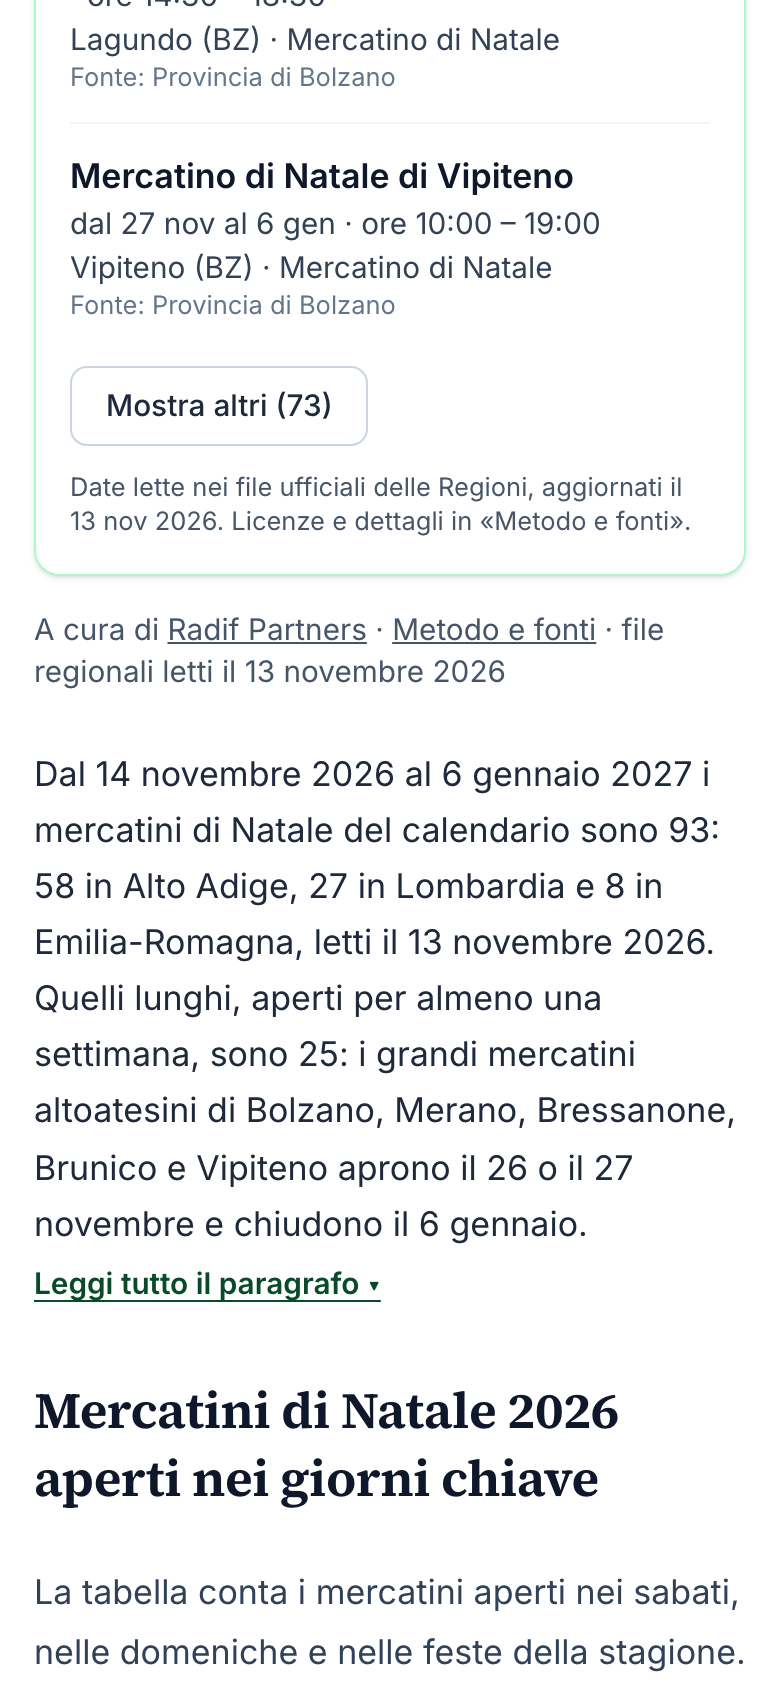 Lagundo (BZ) · Mercatino di Natale
Fonte: Provincia di Bolzano
Mercatino di Natale di Vipiteno
dal 27 nov al 6 gen · ore 10:00 – 19:00
Vipiteno (BZ) · Mercatino di Natale
Fonte: Provincia di Bolzano
Mostra altri (73)
Date lette nei file ufficiali delle Regioni, aggiornati il
13 nov 2026. Licenze e dettagli in «Metodo e fonti».
A cura di Radif Partners · Metodo e fonti · file
regionali letti il 13 novembre 2026
Dal 14 novembre 2026 al 6 gennaio 2027 i
mercatini di Natale del calendario sono 93:
58 in Alto Adige, 27 in Lombardia e 8 in
Emilia-Romagna, letti il 13 novembre 2026.
Quelli lunghi, aperti per almeno una
settimana, sono 25: i grandi mercatini
altoatesini di Bolzano, Merano, Bressanone,
Brunico e Vipiteno aprono il 26 o il 27
novembre e chiudono il 6 gennaio.
Leggi tutto il paragrafo ▾
Mercatini di Natale 2026
aperti nei giorni chiave
La tabella conta i mercatini aperti nei sabati,
nelle domeniche e nelle feste della stagione.